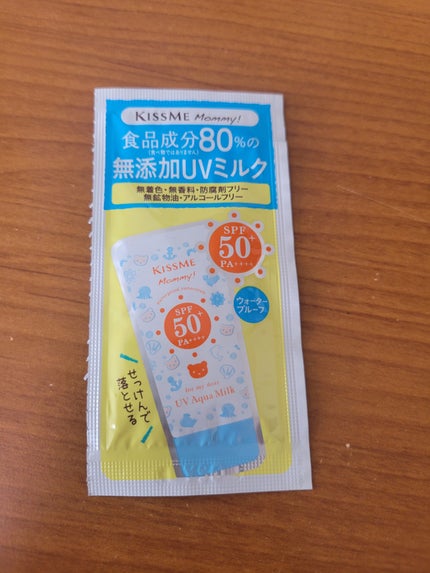 KISSME Mommy!
食品成分80%の
(食べ物ではありません)
無添加UVミルク
無着色・無香料・防腐剤フリー
無鉱物油・アルコールフリー
SPF
50+
PA++++
ウォーター
プルーフ
KISSME
Mommy!
SPF
50+
PA++++
for my dear
UV Aqua Milk
せっけんで
落とせる